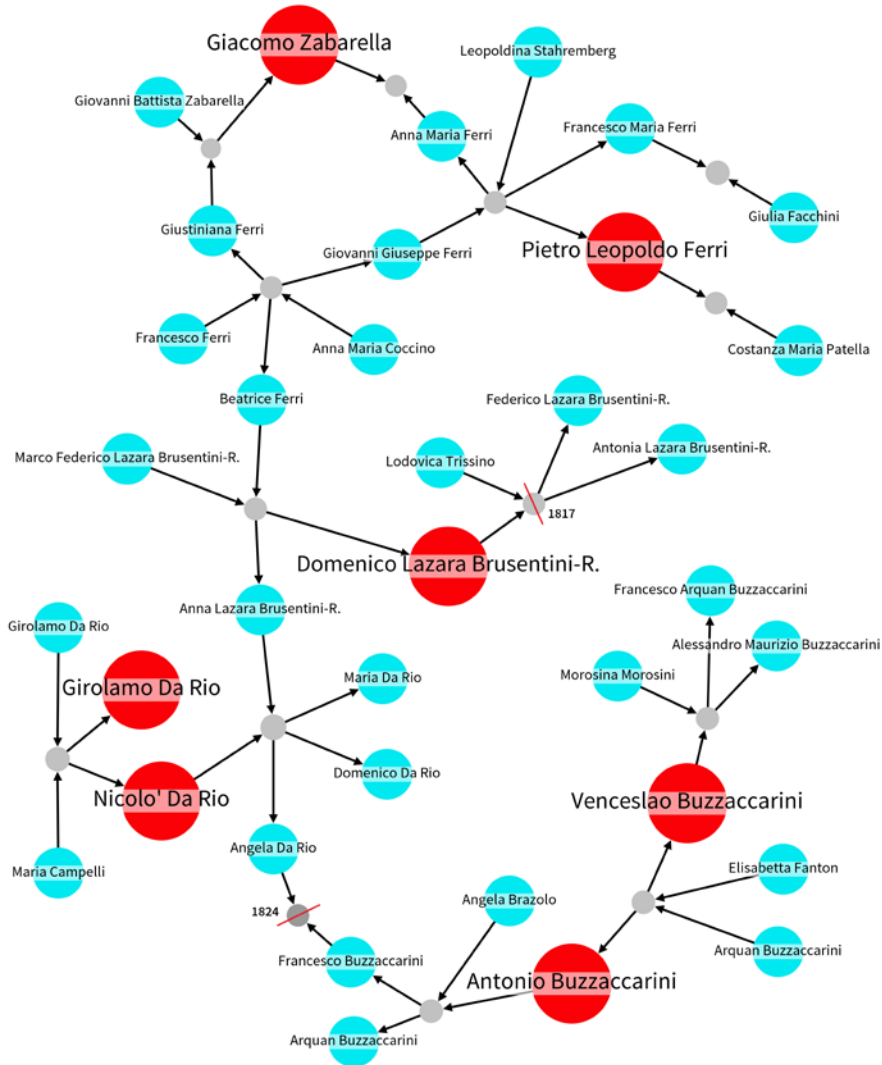 Giacomo Zabarella
Leopoldina Stahremberg
Giovanni Battista Zabarella
Anna Maria Ferri
Francesco Maria Ferri
Giulia Facchini
Giustiniana Ferri
Giovanni Giuseppe Ferri
Pietro Leopoldo Ferri
Francesco Ferri
Anna Maria Coccino
Costanza Maria Patella
Beatrice Ferri
Federico Lazara Brusentini-R.
Marco Federico Lazara Brusentini-R.
Lodovica Trissino
Antonia Lazara Brusentini-R.
1817
Domenico Lazara Brusentini-R.
Francesco Arquan Buzzaccarini
Anna Lazara Brusentini-R.
Girolamo Da Rio
Alessandro Maurizio Buzzaccarini
Maria Da Rio
Morosina Morosini
Girolamo Da Rio
Domenico Da Rio
Nicolo' Da Rio
Venceslao Buzzaccarini
Angela Da Rio
Maria Campelli
Elisabetta Fanton
Angela Brazolo
1824
Arquan Buzzaccarini
Francesco Buzzaccarini
Antonio Buzzaccarini
Arquan Buzzaccarini